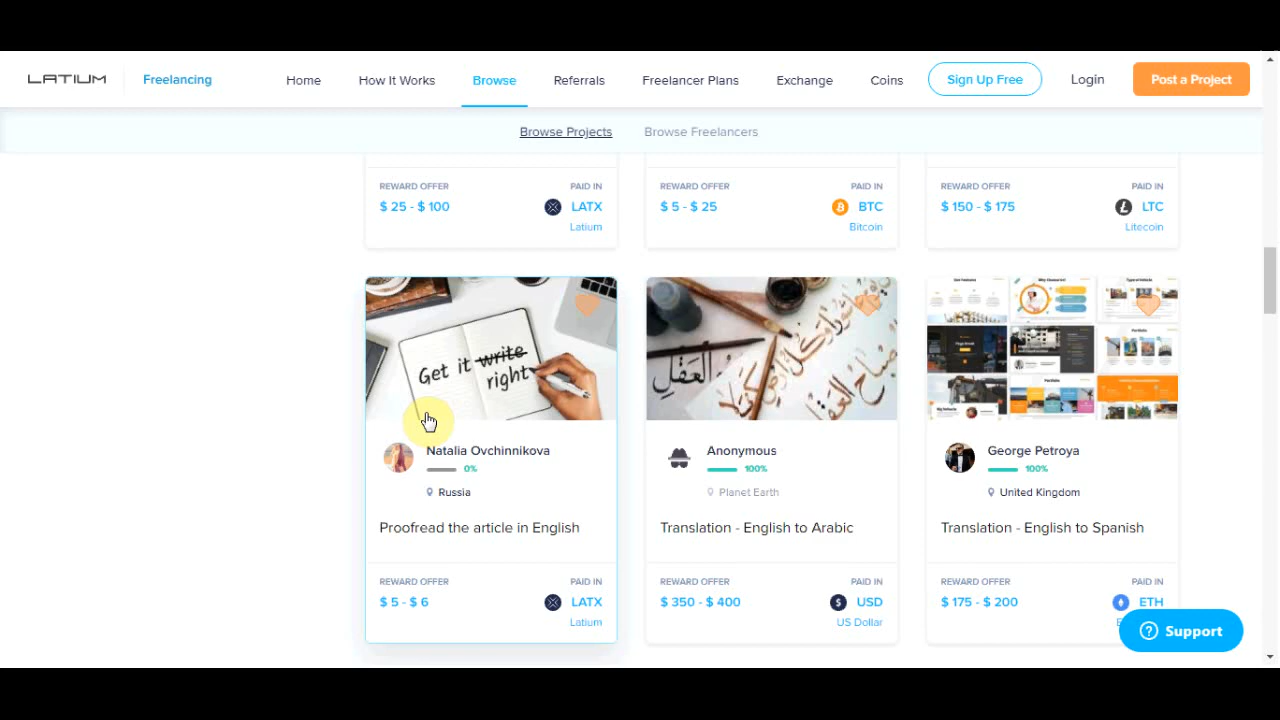 LATIUM
Freelancing
Home
How It Works
Browse
Referrals
Freelancer Plans
Exchange
Coins
Sign Up Free
Login
Post a Project
Browse Projects
Browse Freelancers
REWARD OFFER PAID IN
$ 25 - $ 100 LATX
Latium
REWARD OFFER PAID IN
$ 5 - $ 25 BTC
Bitcoin
REWARD OFFER PAID IN
$ 150 - $ 175 LTC
Litecoin
Get it write
right
Natalia Ovchinnikova
0%
Russia
Proofread the article in English
REWARD OFFER PAID IN
$ 5 - $ 6 LATX
Latium
العقل
Anonymous
100%
Planet Earth
Translation - English to Arabic
REWARD OFFER PAID IN
$ 350 - $ 400 USD
US Dollar
George Petroya
100%
United Kingdom
Translation - English to Spanish
REWARD OFFER PAID IN
$ 175 - $ 200 ETH
Support